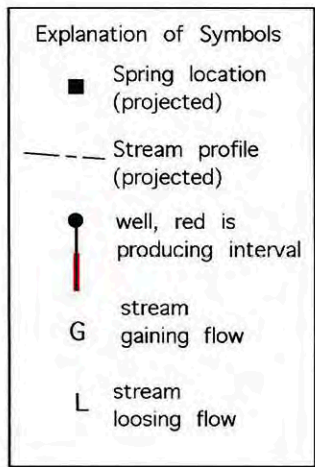 Explanation of Symbols
Spring location
(projected)
Stream profile
(projected)
well, red is
producing interval
G stream
gaining flow
L stream
loosing flow